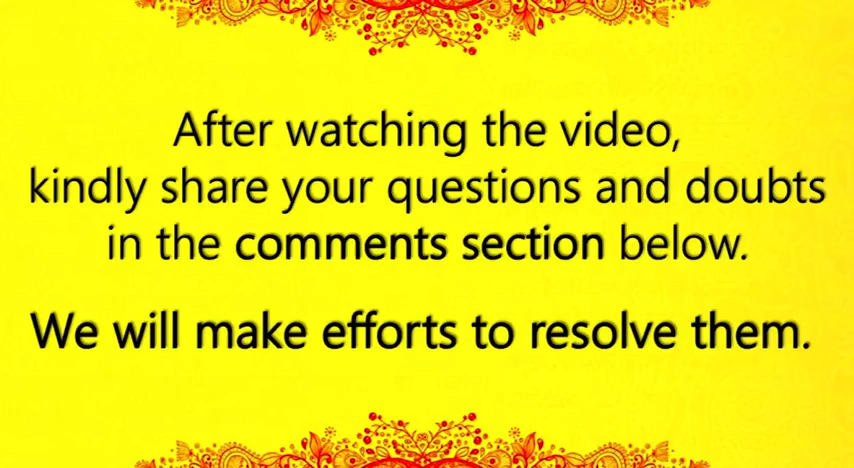 After watching the video,
kindly share your questions and doubts
in the comments section below.
We will make efforts to resolve them.